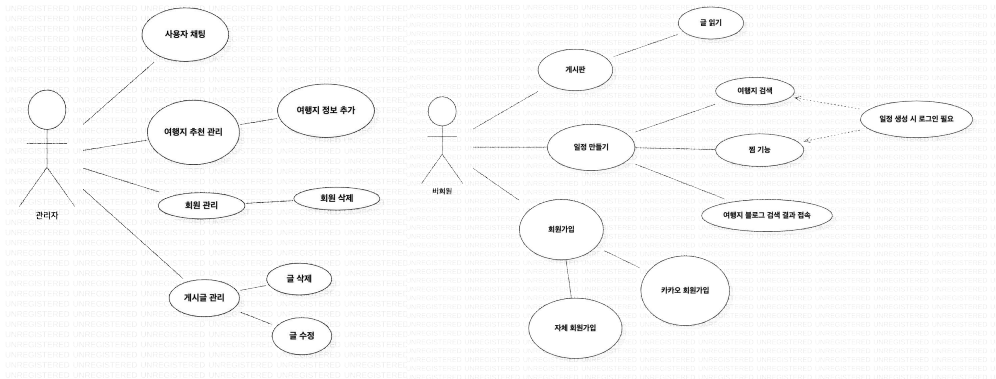 사용자 채팅
여행지 추천 관리
여행지 정보 추가
관리자
회원 관리
회원 삭제
게시글 관리
글 삭제
글 수정
글 읽기
게시판
여행지 검색
일정 생성 시 로그인 필요
일정 만들기
찜 기능
비회원
여행지 블로그 검색 결과 접속
회원가입
카카오 회원가입
자체 회원가입